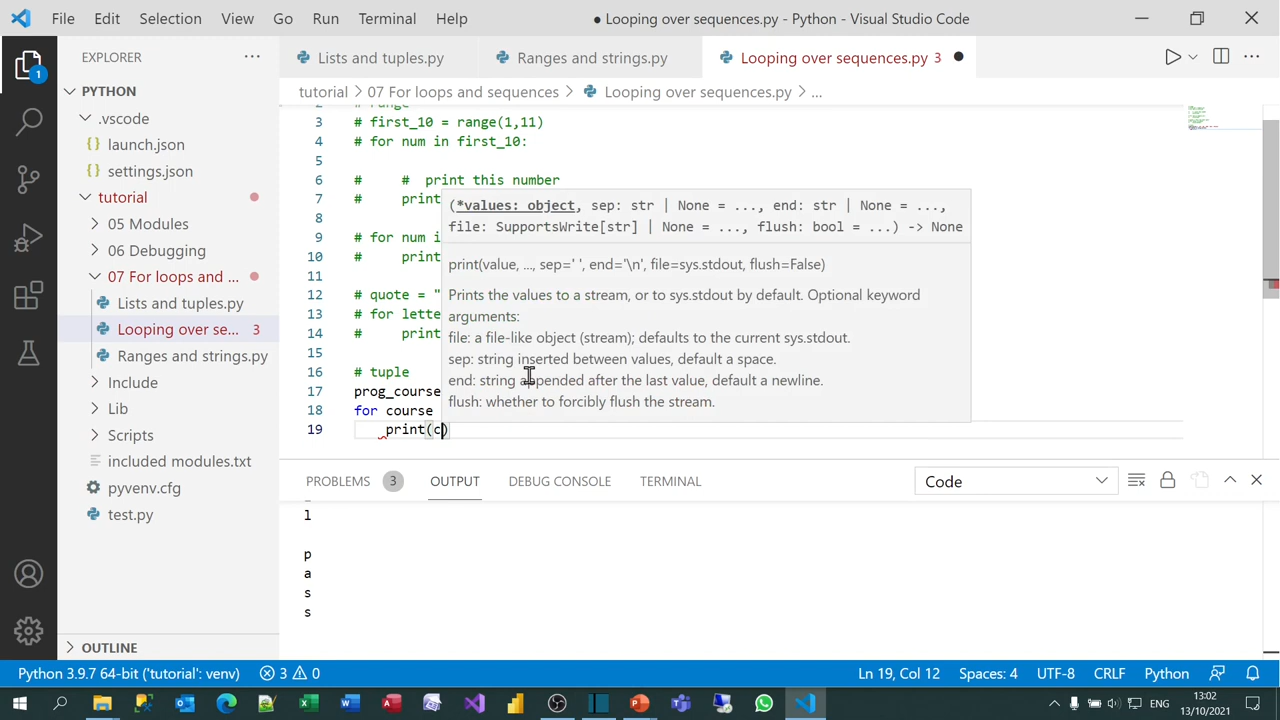 File Edit Selection View Go Run Terminal Help
● Looping over sequences.py - Python - Visual Studio Code
EXPLORER
Lists and tuples.py
Ranges and strings.py
Looping over sequences.py 3
PYTHON
tutorial > 07 For loops and sequences > Looping over sequences.py > ...
.vscode
launch.json
settings.json
tutorial
05 Modules
06 Debugging
07 For loops and ...
Lists and tuples.py
Looping over se... 3
Ranges and strings.py
Include
Lib
Scripts
included modules.txt
pyvenv.cfg
test.py
OUTLINE
2 # range
3 # first_10 = range(1,11)
4 # for num in first_10:
5
6 # # print this number
7 # print
8
9 # for num i
10 # print
11
12 # quote = "
13 # for lette
14 # print
15
16 # tuple
17 prog_course
18 for course
19 print(c)
(*values: object, sep: str | None = ..., end: str | None = ...,
file: SupportsWrite[str] | None = ..., flush: bool = ...) -> None
print(value, ..., sep=' ', end='\n', file=sys.stdout, flush=False)
Prints the values to a stream, or to sys.stdout by default. Optional keyword
arguments:
file: a file-like object (stream); defaults to the current sys.stdout.
sep: string inserted between values, default a space.
end: string appended after the last value, default a newline.
flush: whether to forcibly flush the stream.
PROBLEMS 3 OUTPUT DEBUG CONSOLE TERMINAL
Code
l
p
a
s
s
Python 3.9.7 64-bit ('tutorial': venv) 3 0
Ln 19, Col 12 Spaces: 4 UTF-8 CRLF Python
ENG
13:02
13/10/2021